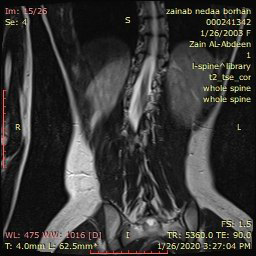 Im: 15/26
Se: 4
zainab nedaa borhan
000241342
1/26/2003 F
Zain Al-Abdeen
1
l-spine^library
t2_tse_cor
whole spine
whole spine
S
R
L
I
WL: 475 WW: 1016 [D]
T: 4.0mm L: 62.5mm*
FS: 1.5
TR: 5360.0 TE: 90.0
1/26/2020 3:27:04 PM